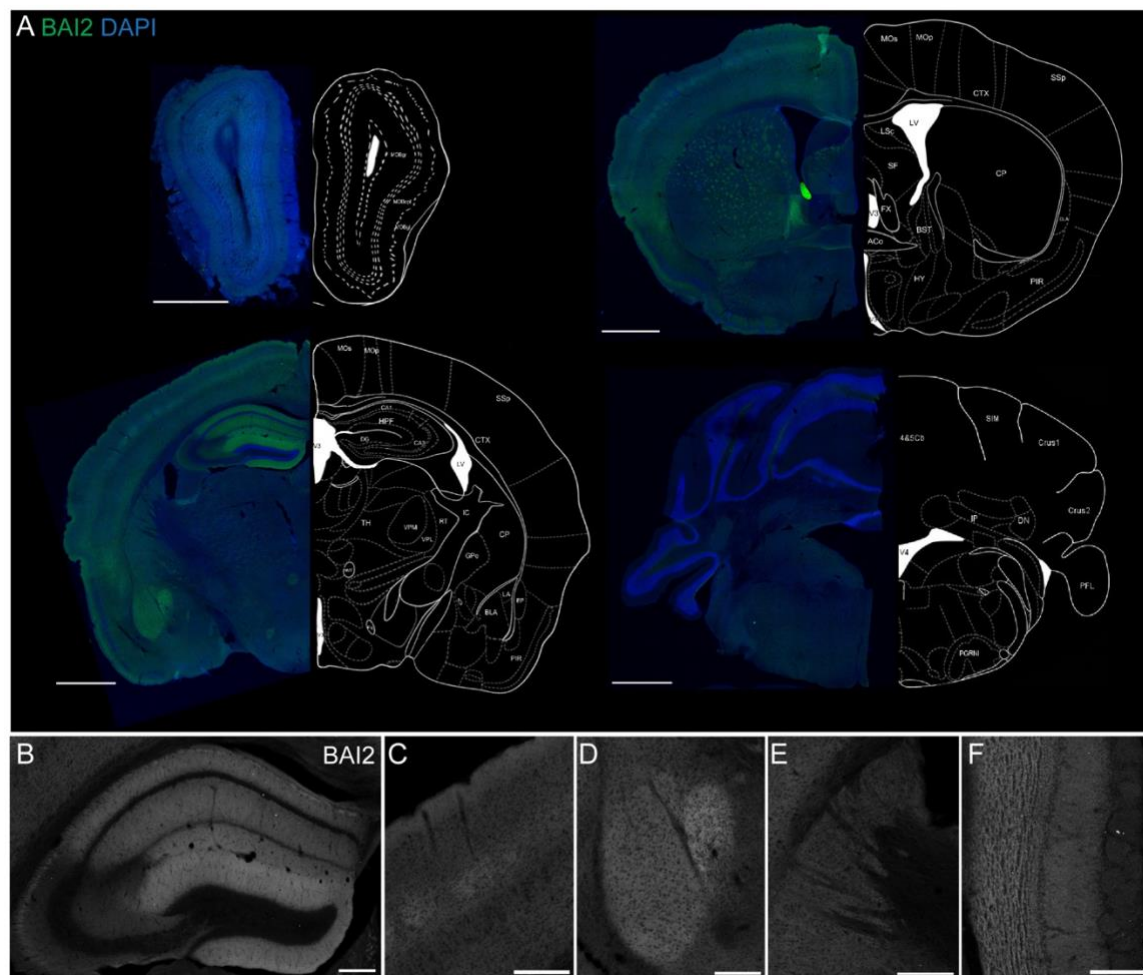 A BAI2 DAPI
MOs
MOp
CTX
SSp
LV
LSc
SF
CP
V3
FX
BST
ACo
HY
PIR
MOs
MOp
SSp
CA1
HPF
DG
CA3
CTX
V3
LV
TH
VPM
VPL
RT
IC
CP
GPe
LA
EP
BLA
PIR
4&5Cb
SIM
Crus1
Crus2
IP
DN
V4
PFL
PGRNl
B BAI2
C
D
E
F